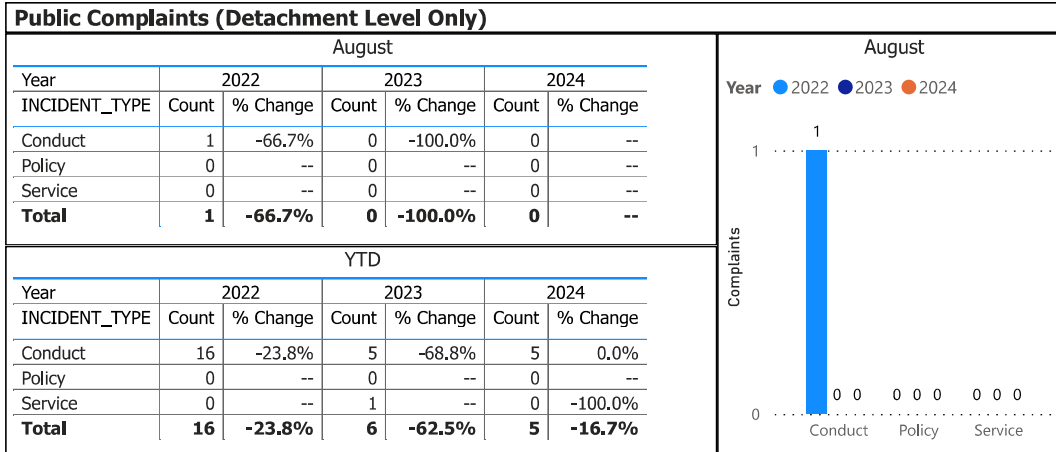 Public Complaints (Detachment Level Only)
August
Year 2022 2023 2024
INCIDENT_TYPE Count % Change Count % Change Count % Change
Conduct 1 -66.7% 0 -100.0% 0 --
Policy 0 -- 0 -- 0 --
Service 0 -- 0 -- 0 --
Total 1 -66.7% 0 -100.0% 0 --
YTD
Year 2022 2023 2024
INCIDENT_TYPE Count % Change Count % Change Count % Change
Conduct 16 -23.8% 5 -68.8% 5 0.0%
Policy 0 -- 0 -- 0 --
Service 0 -- 1 -- 0 -100.0%
Total 16 -23.8% 6 -62.5% 5 -16.7%
August
Year 2022 2023 2024
1
1
Complaints
0 0 0 0 0 0 0 0
0
Conduct Policy Service